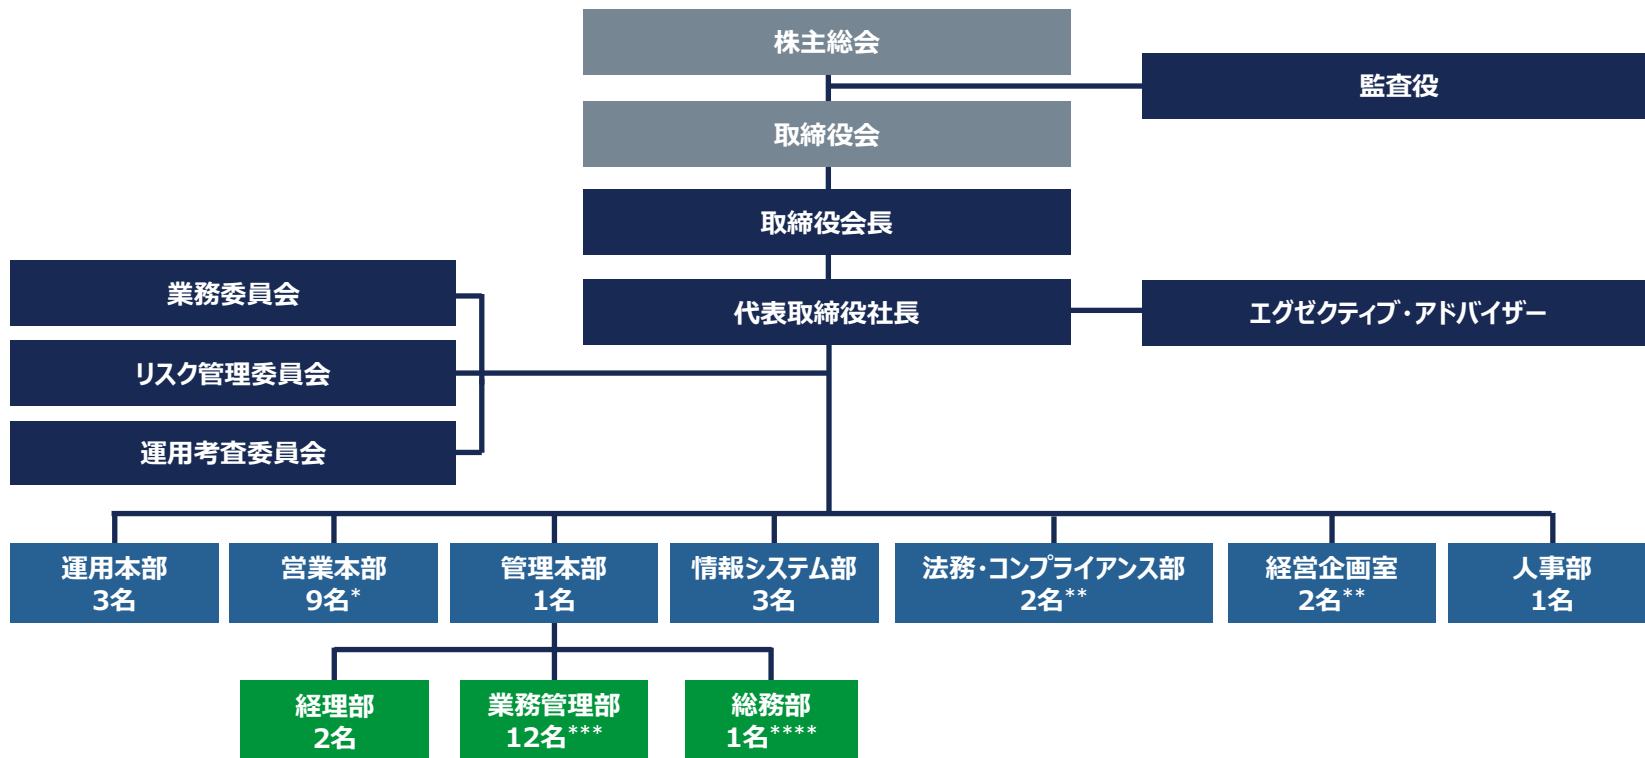 株主総会
監査役
取締役会
取締役会長
業務委員会
代表取締役社長
エグゼクティブ・アドバイザー
リスク管理委員会
運用考査委員会
運用本部
3名
営業本部
9名*
管理本部
1名
情報システム部
3名
法務・コンプライアンス部
2名**
経営企画室
2名**
人事部
1名
経理部
2名
業務管理部
12名***
総務部
1名****